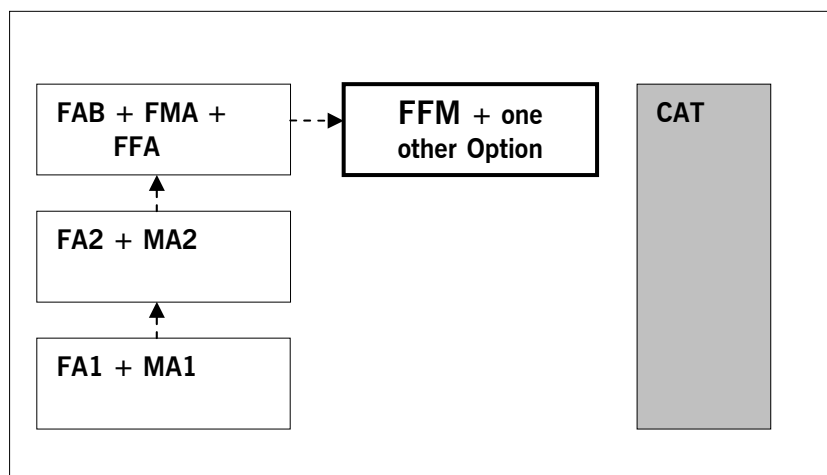 FAB + FMA +
FFA
FFM + one
other Option
CAT
FA2 + MA2
FA1 + MA1